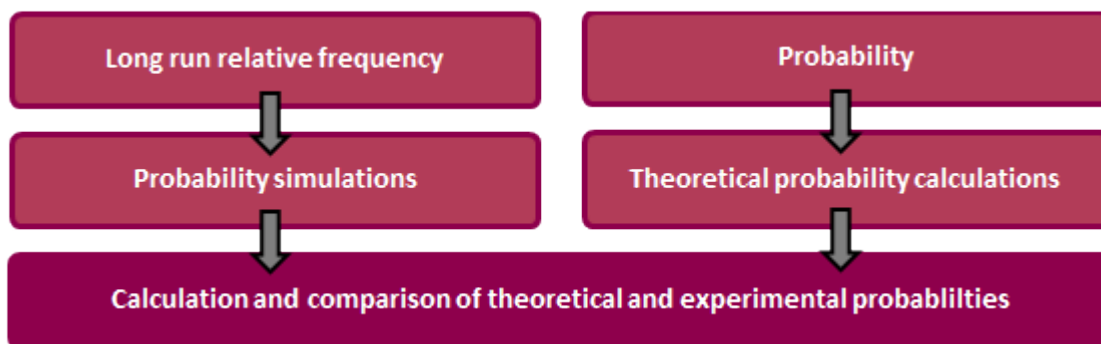 Long run relative frequency
Probability
Probability simulations
Theoretical probability calculations
Calculation and comparison of theoretical and experimental probablilties